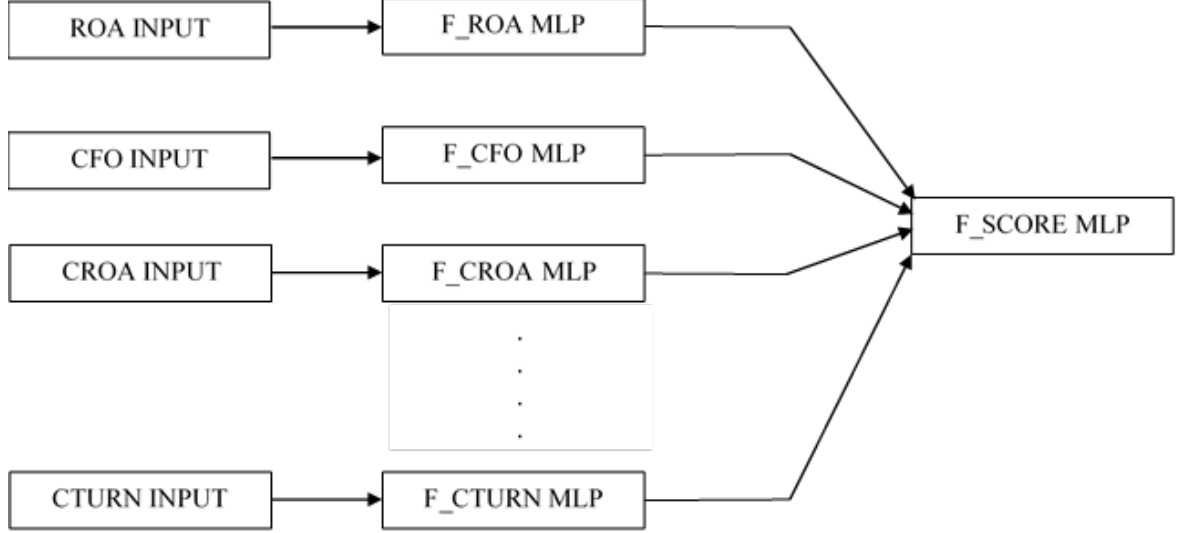 ROA INPUT
F_ROA MLP
CFO INPUT
F_CFO MLP
F_SCORE MLP
CROA INPUT
F_CROA MLP
.
.
.
.
CTURN INPUT
F_CTURN MLP